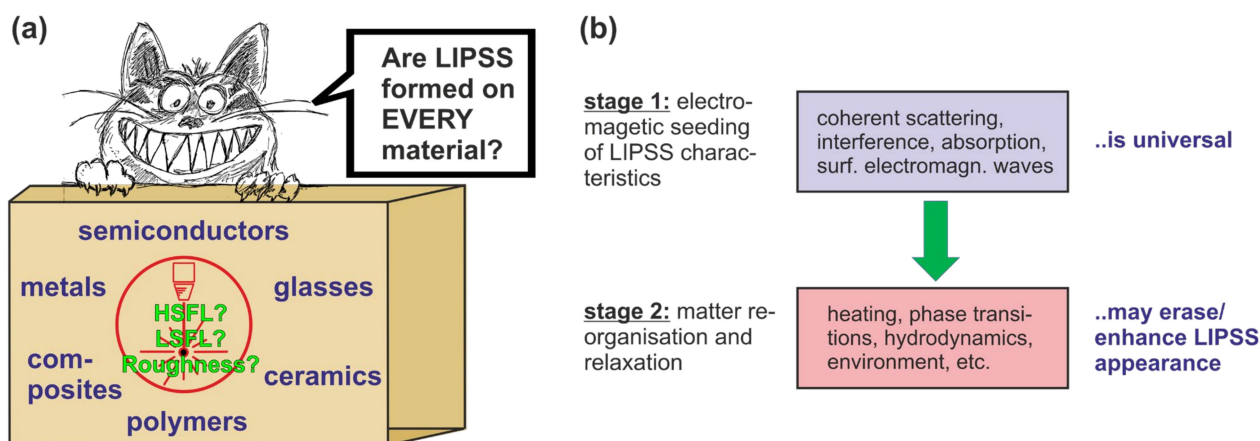 (a)
Are LIPSS
formed on
EVERY
material?
semiconductors
metals
glasses
HSFL?
LSFL?
Roughness?
com-
posites
ceramics
polymers
(b)
stage 1: electro-
magetic seeding
of LIPSS charac-
teristics
coherent scattering,
interference, absorption,
surf. electromagn. waves
..is universal
stage 2: matter re-
organisation and
relaxation
heating, phase transi-
tions, hydrodynamics,
environment, etc.
..may erase/
enhance LIPSS
appearance